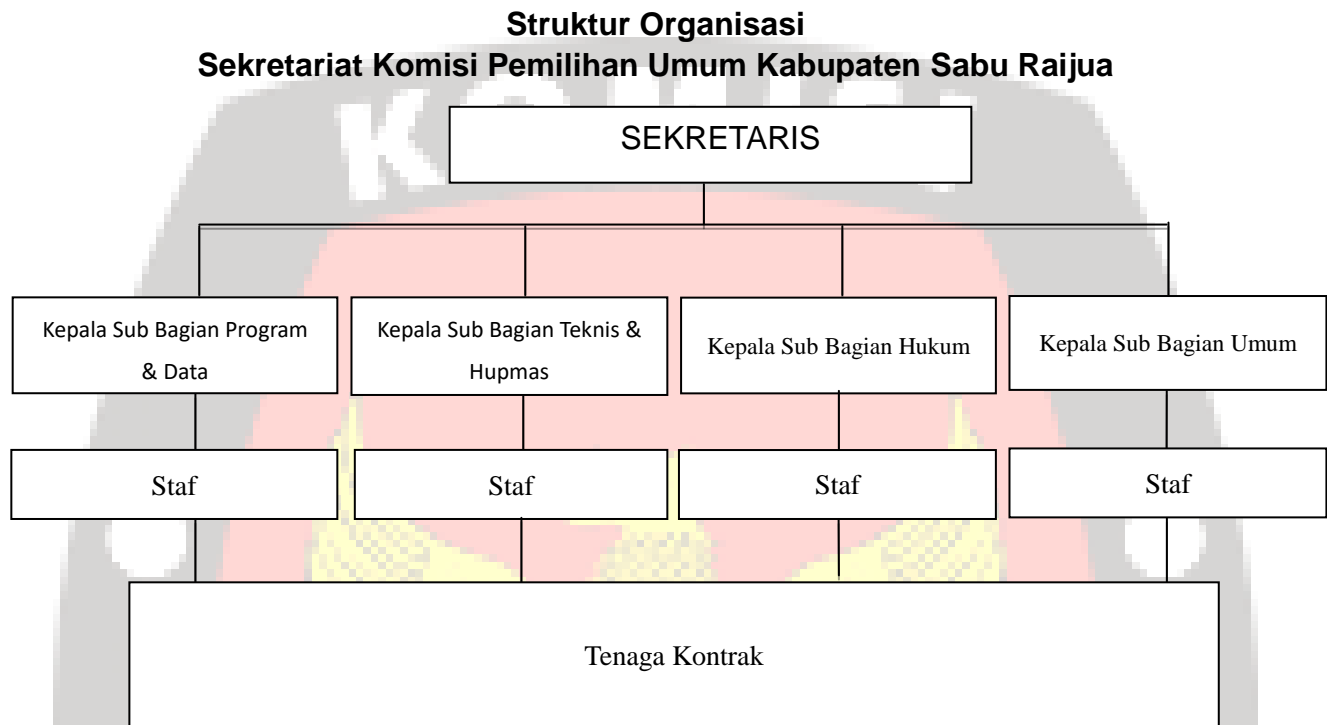 Struktur Organisasi
Sekretariat Komisi Pemilihan Umum Kabupaten Sabu Raijua
KOMISI
SEKRETARIS
Kepala Sub Bagian Program
& Data
Kepala Sub Bagian Teknis &
Hupmas
Kepala Sub Bagian Hukum
Kepala Sub Bagian Umum
Staf
Staf
Staf
Staf
Tenaga Kontrak